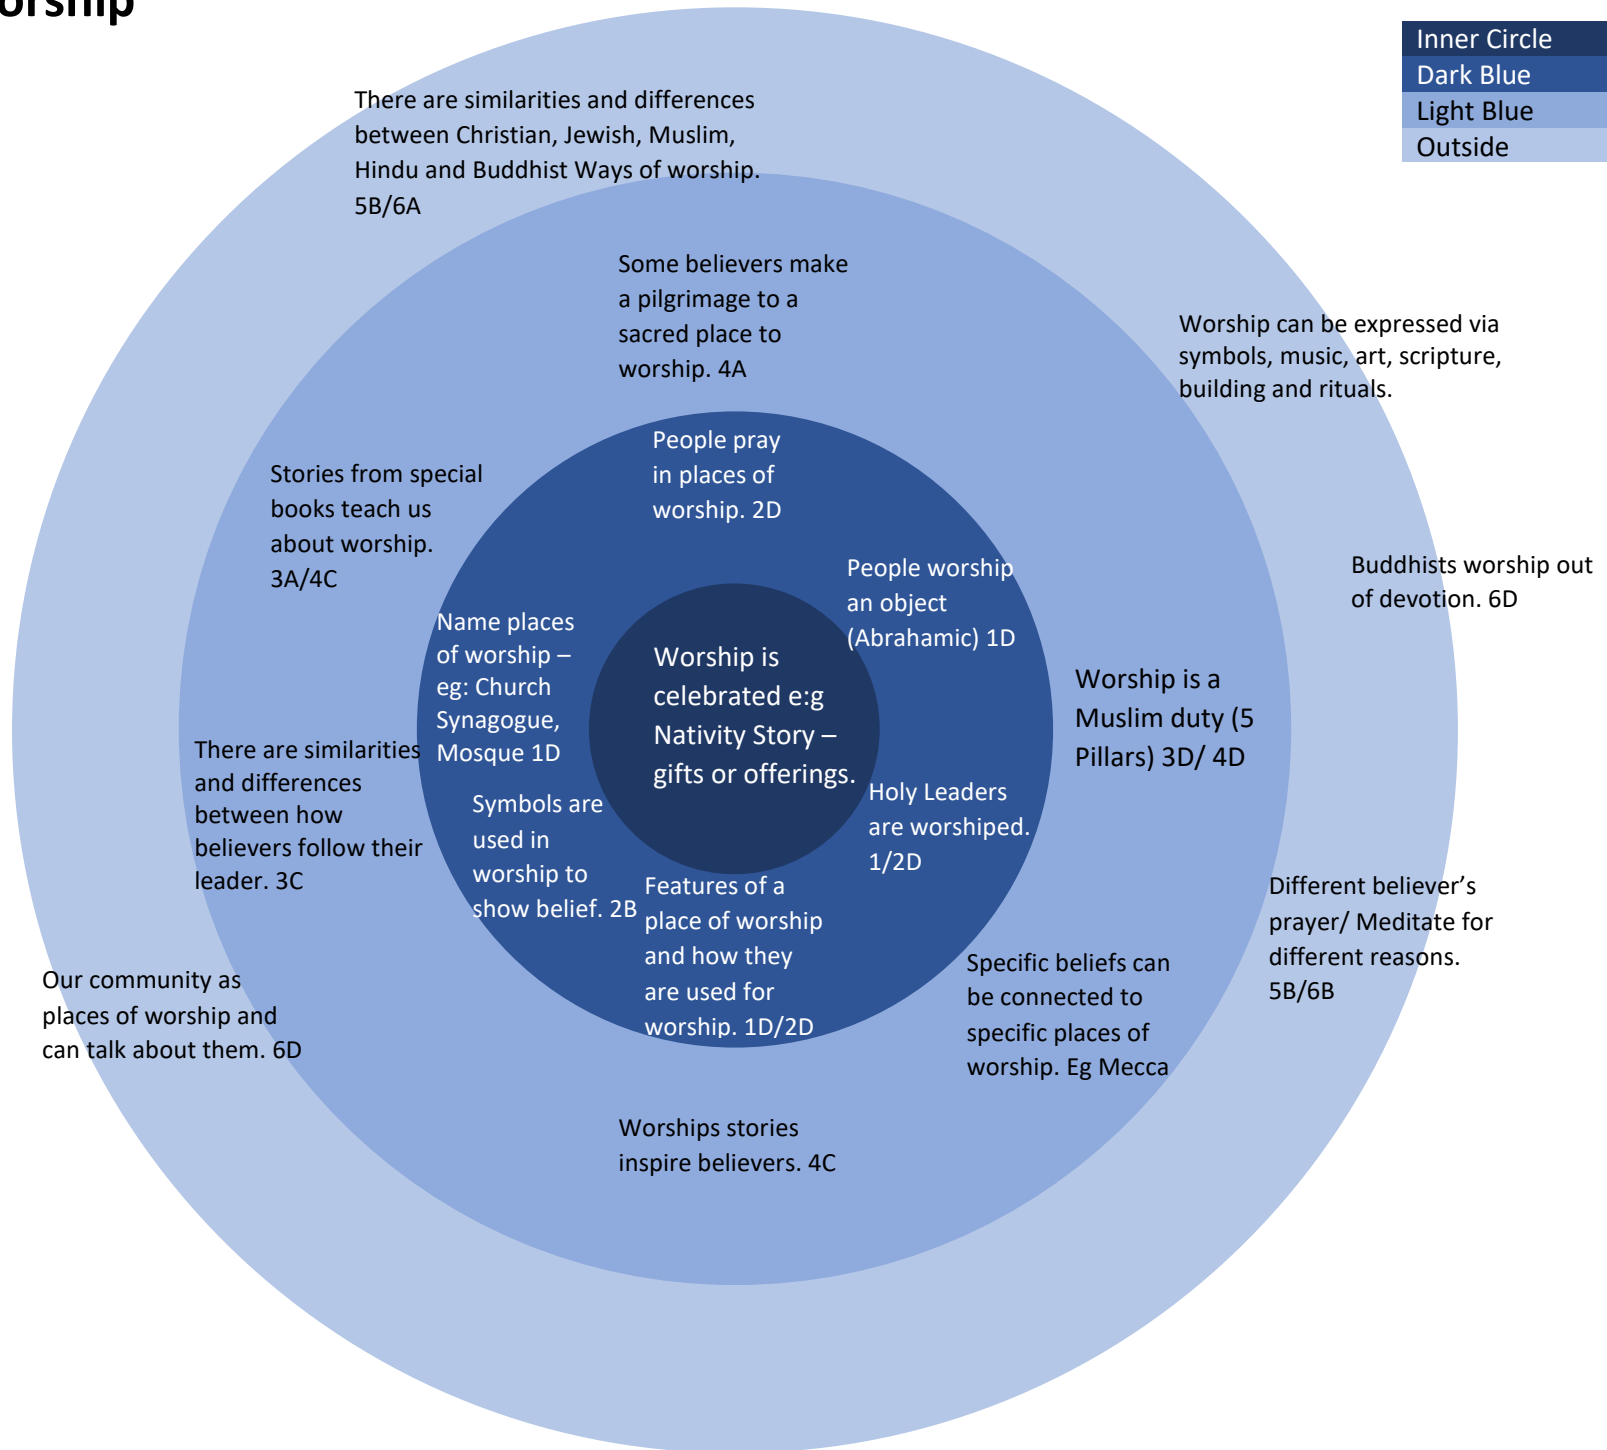 orship
Inner Circle
Dark Blue
Light Blue
Outside
There are similarities and differences
between Christian, Jewish, Muslim,
Hindu and Buddhist Ways of worship.
5B/6A
Some believers make
a pilgrimage to a
sacred place to
worship. 4A
Worship can be expressed via
symbols, music, art, scripture,
building and rituals.
People pray
in places of
worship. 2D
Stories from special
books teach us
about worship.
3A/4C
People worship
an object
(Abrahamic) 1D
Buddhists worship out
of devotion. 6D
Name places
of worship –
eg: Church
Synagogue,
Mosque 1D
Worship is
celebrated e:g
Nativity Story –
gifts or offerings.
Worship is a
Muslim duty (5
Pillars) 3D/ 4D
There are similarities
and differences
between how
believers follow their
leader. 3C
Symbols are
used in
worship to
show belief. 2B
Holy Leaders
are worshiped.
1/2D
Features of a
place of worship
and how they
are used for
worship. 1D/2D
Different believer's
prayer/ Meditate for
different reasons.
5B/6B
Specific beliefs can
be connected to
specific places of
worship. Eg Mecca
Our community as
places of worship and
can talk about them. 6D
Worships stories
inspire believers. 4C